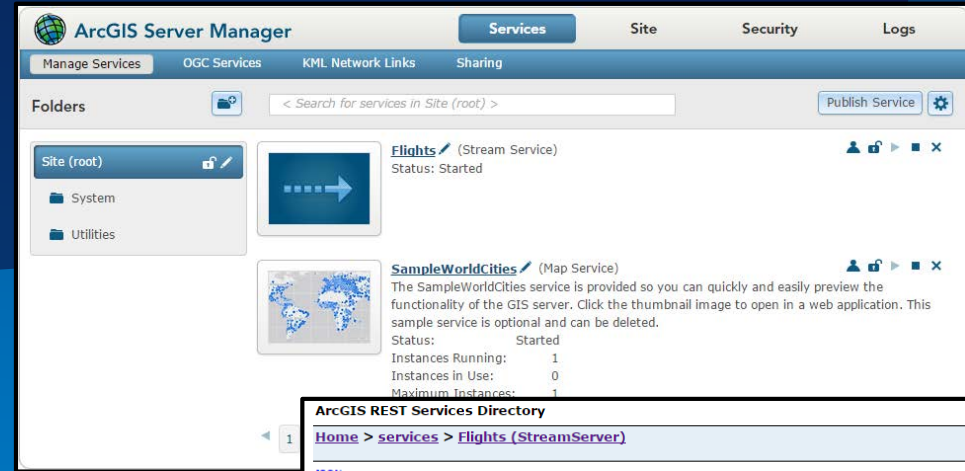 ArcGIS Server Manager
Services Site Security Logs
Manage Services OGC Services KML Network Links Sharing
Folders
< Search for services in Site (root) >
Publish Service
Site (root)
System
Utilities
Flights (Stream Service)
Status: Started
SampleWorldCities (Map Service)
The SampleWorldCities service is provided so you can quickly and easily preview the
functionality of the GIS server. Click the thumbnail image to open in a web application. This
sample service is optional and can be deleted.
Status: Started
Instances Running: 1
Instances in Use: 0
Maximum Instances: 1
1
ArcGIS REST Services Directory
Home > services > Flights (StreamServer)